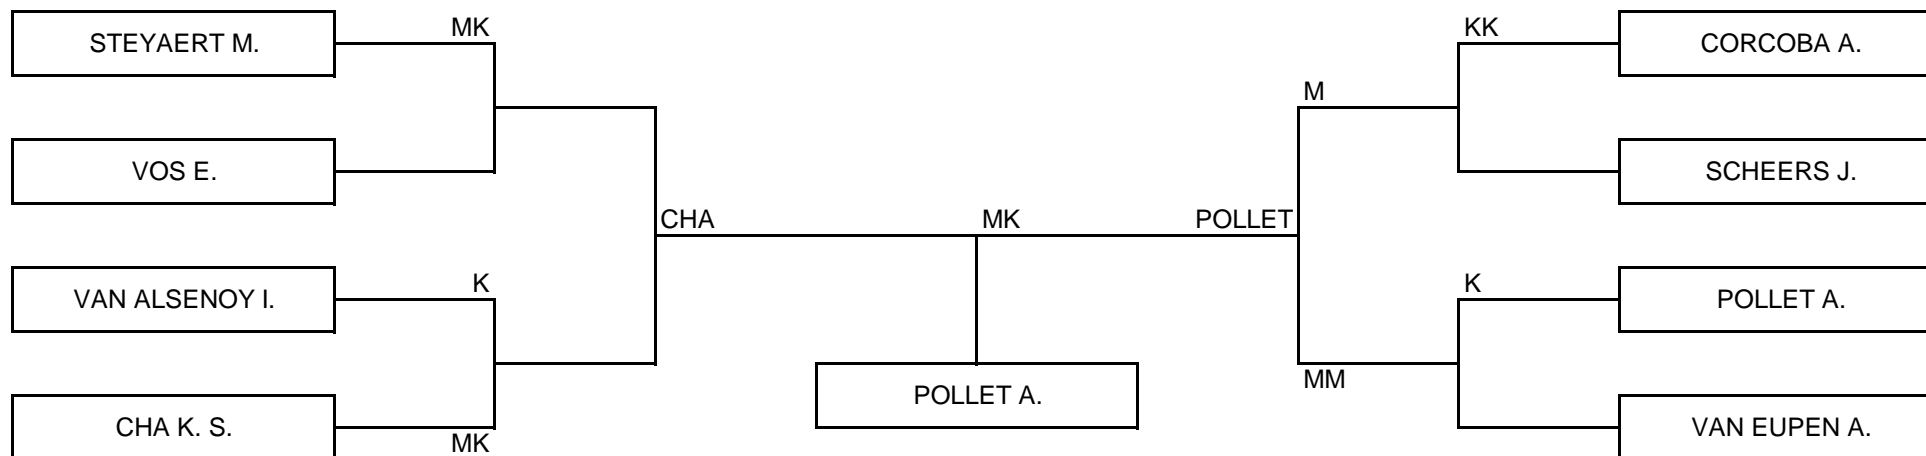 STEYAERT M.
MK
KK
CORCOBA A.
M
VOS E.
SCHEERS J.
CHA
MK
POLLET
VAN ALSENOY I.
K
K
POLLET A.
MM
POLLET A.
CHA K. S.
MK
VAN EUPEN A.